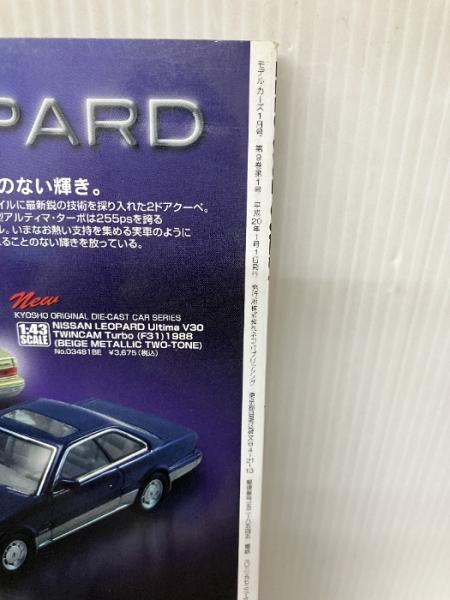 PARD
のない輝き。
イルに最新鋭の技術を採り入れた2ドアクーペ。
型アルティマ・ターボは255psを誇る
ル。いまなお熱い支持を集める実車のように
ることのない輝きを放っている。
New
KYOSHO ORIGINAL DIE-CAST CAR SERIES
1:43 SCALE
NISSAN LEOPARD Ultima V30
TWINCAM Turbo (F31) 1988
(BEIGE METALLIC TWO-TONE)
No.03481BE ¥3,675(税込)
モデル・カーズ1月号 第9巻第1号 平成20年1月1日発行